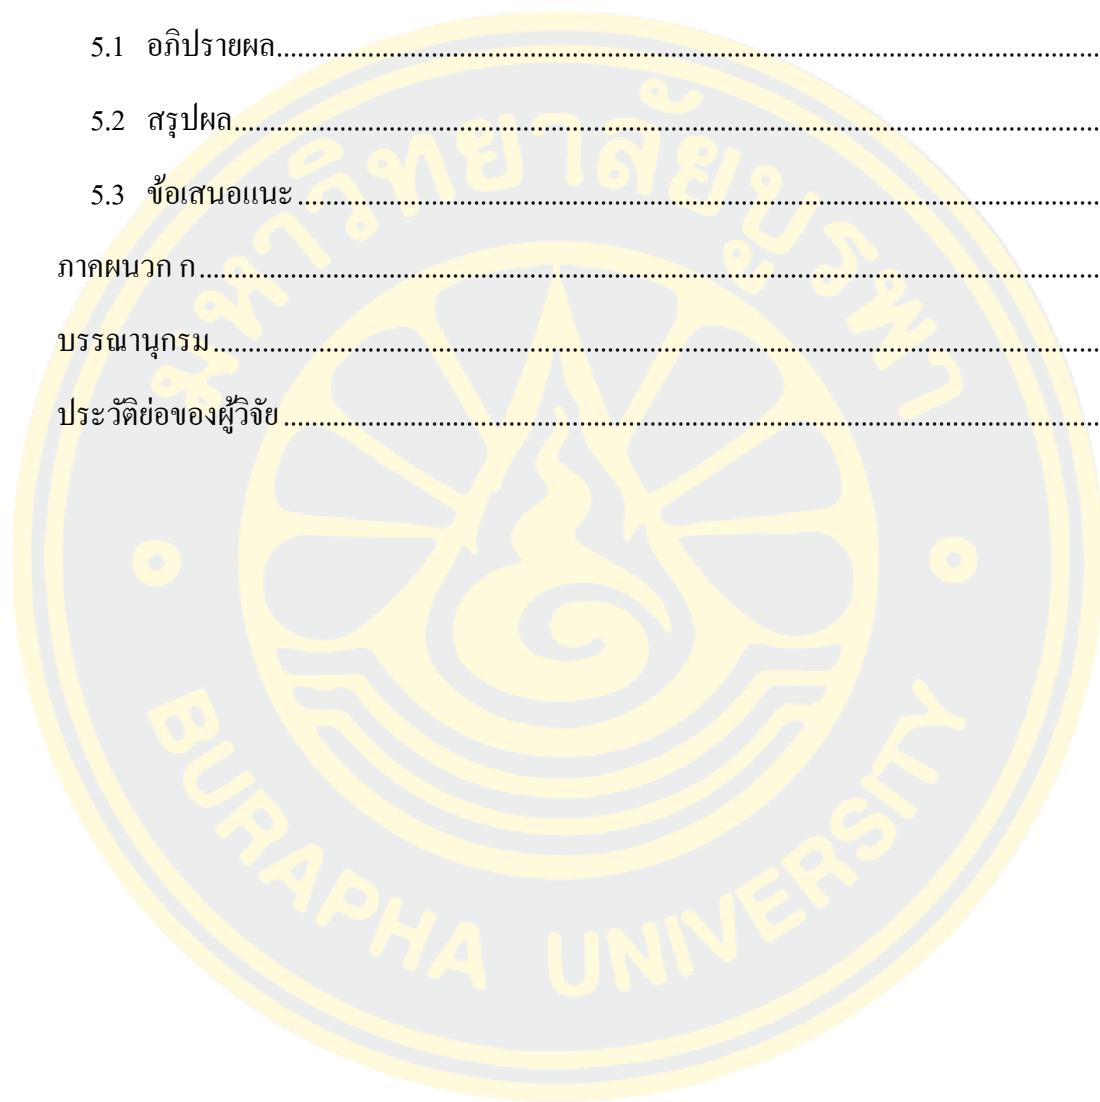 5.1 อภิปรายผล
5.2 สรุปผล
5.3 ข้อเสนอแนะ
ภาคผนวก ก
บรรณานุกรม
ประวัติย่อของผู้วิจัย
มหาวิทยาลัยบูรพา
BURAPHA UNIVERSITY